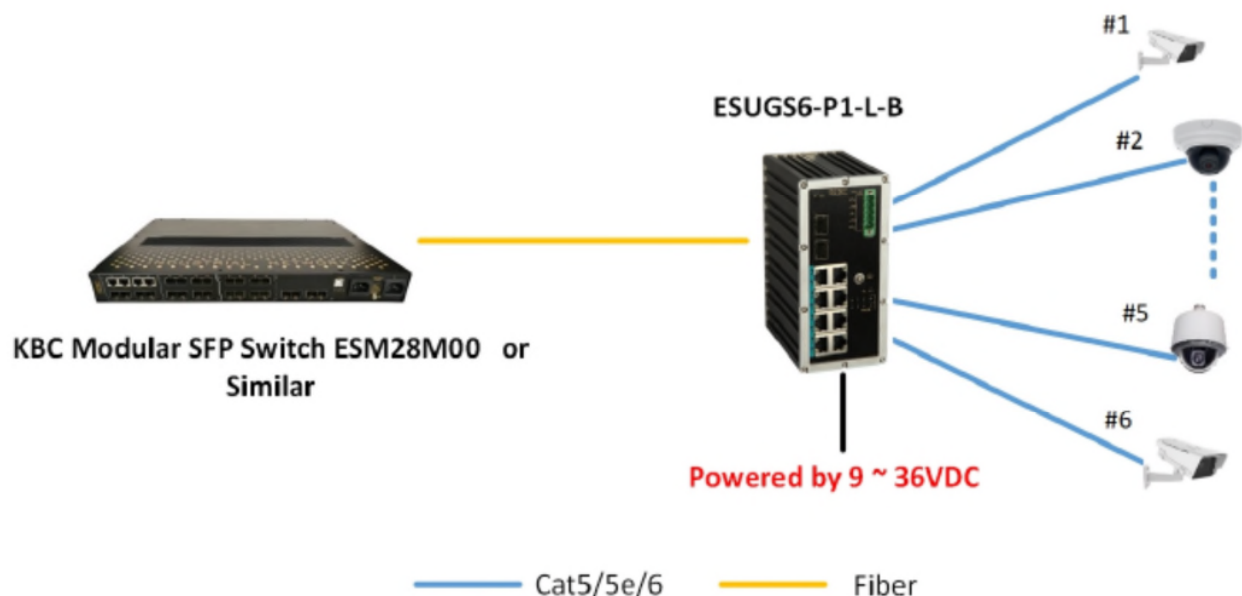 #1
ESUGS6-P1-L-B
#2
#5
KBC Modular SFP Switch ESM28M00 or
Similar
#6
Powered by 9 ~ 36VDC
Cat5/5e/6
Fiber